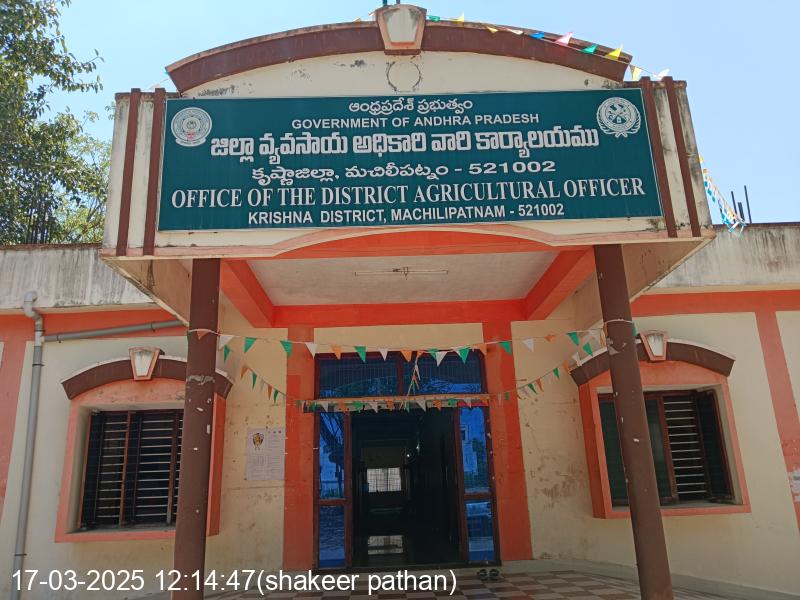 ఆంధ్రప్రదేశ్ ప్రభుత్వం
GOVERNMENT OF ANDHRA PRADESH
జిల్లా వ్యవసాయ అధికారి వారి కార్యాలయము
కృష్ణాజిల్లా, మచిలీపట్నం - 521002
OFFICE OF THE DISTRICT AGRICULTURAL OFFICER
KRISHNA DISTRICT, MACHILIPATNAM - 521002
17-03-2025 12:14:47(shakeer pathan)